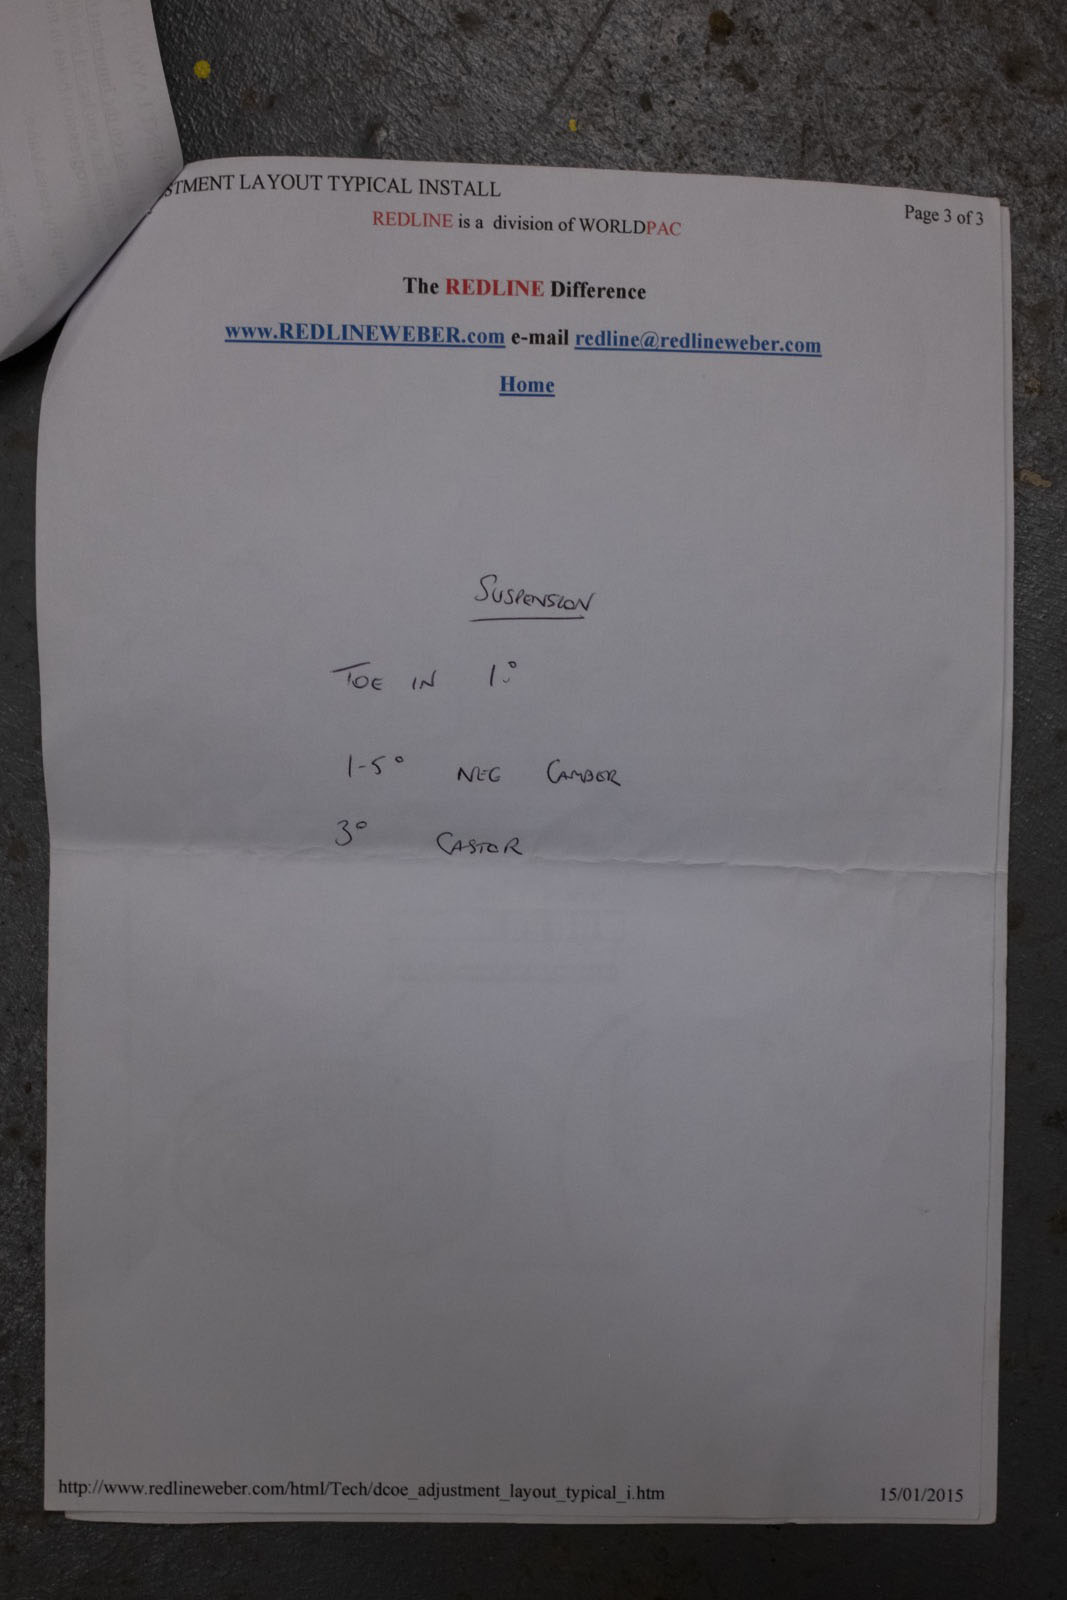 STMENT LAYOUT TYPICAL INSTALL
Page 3 of 3
REDLINE is a division of WORLDPAC
The REDLINE Difference
www.REDLINEWEBER.com e-mail redline@redlineweber.com
Home
SUSPENSION
TOE IN 1°
1-5° NEG CAMBER
3° CASTOR
http://www.redlineweber.com/html/Tech/dcoe_adjustment_layout_typical_i.htm
15/01/2015